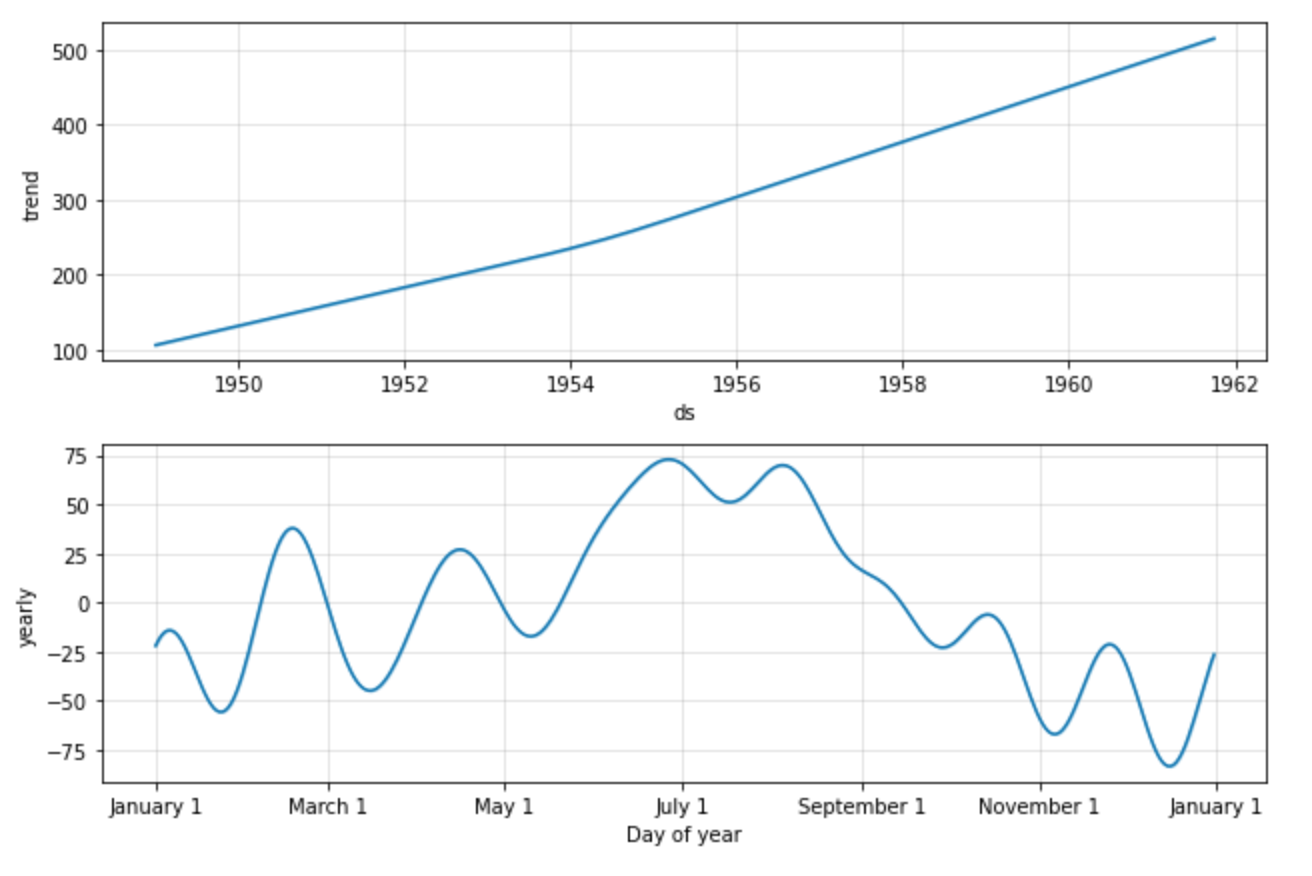 500
400
300
200
100
trend
1950 1952 1954 1956 1958 1960 1962
ds
75
50
25
0
−25
−50
−75
yearly
January 1 March 1 May 1 July 1 September 1 November 1 January 1
Day of year